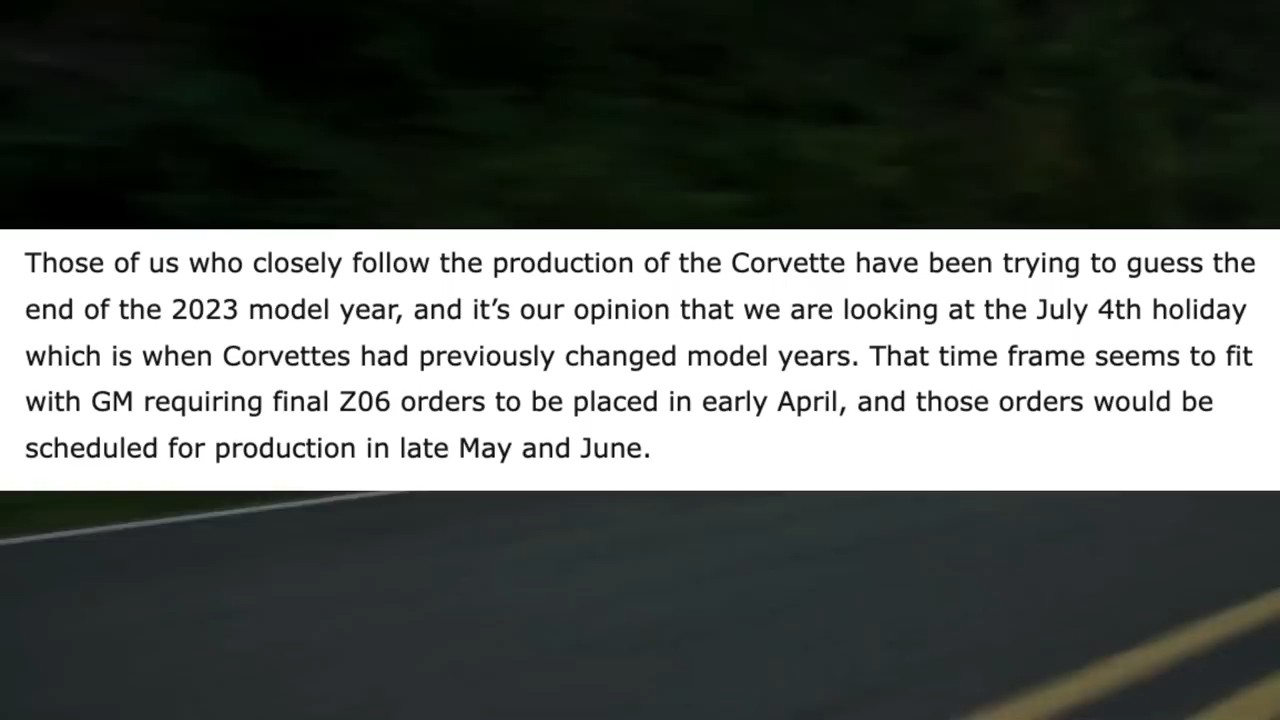 Those of us who closely follow the production of the Corvette have been trying to guess the
end of the 2023 model year, and it’s our opinion that we are looking at the July 4th holiday
which is when Corvettes had previously changed model years. That time frame seems to fit
with GM requiring final Z06 orders to be placed in early April, and those orders would be
scheduled for production in late May and June.